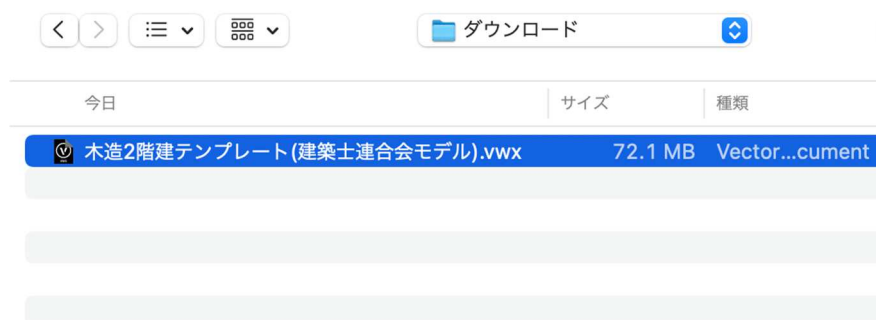 ダウンロード
今日 サイズ 種類
木造2階建テンプレート(建築士連合会モデル).vwx 72.1 MB Vector...cument